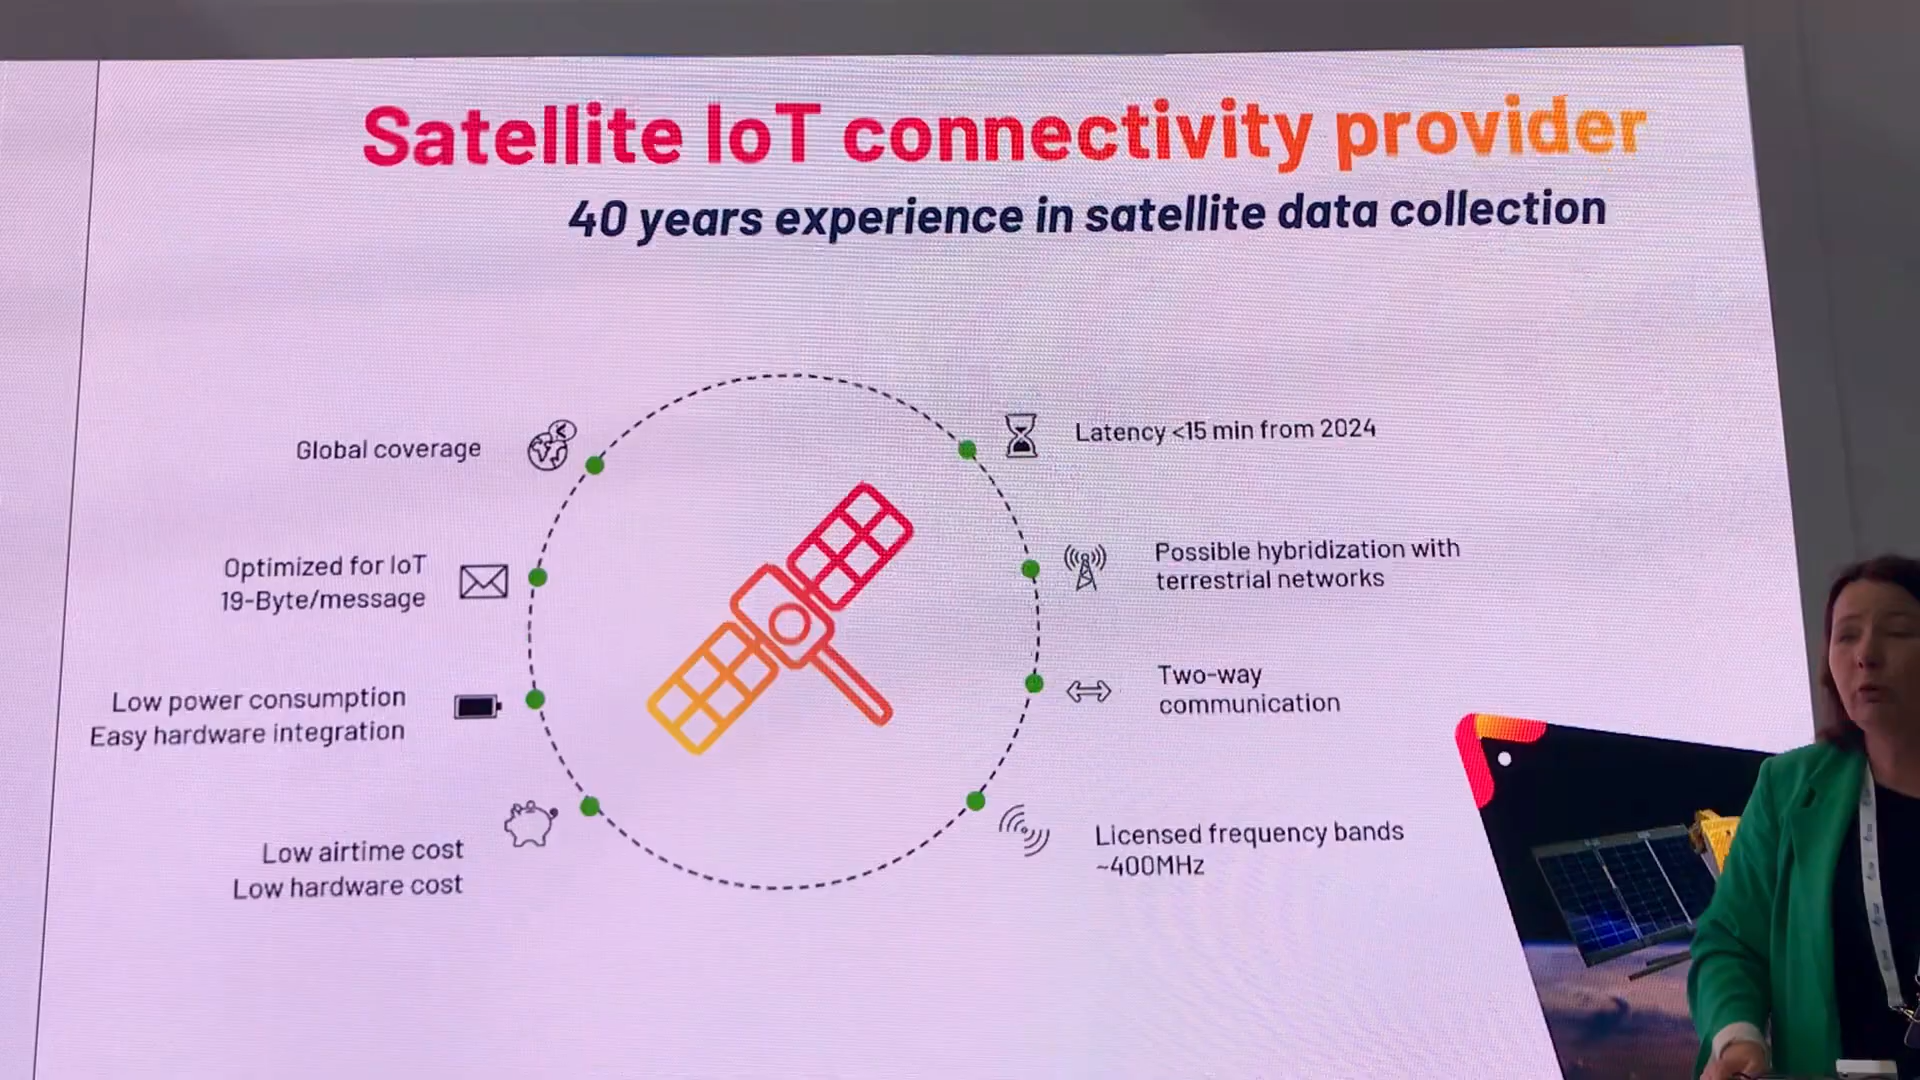 Satellite IoT connectivity provider
40 years experience in satellite data collection
Global coverage
Optimized for IoT
19-Byte/message
Low power consumption
Easy hardware integration
Low airtime cost
Low hardware cost
Latency <15 min from 2024
Possible hybridization with
terrestrial networks
Two-way
communication
Licensed frequency bands
~400MHz